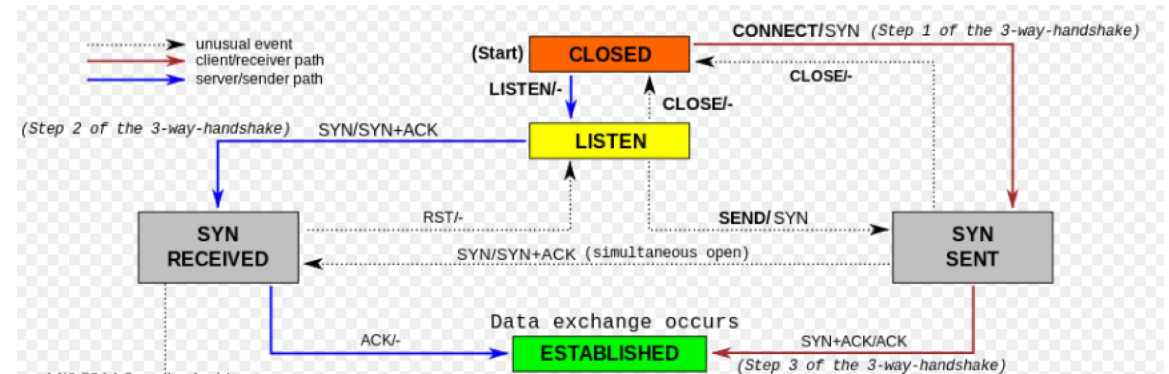 unusual event
client/receiver path
server/sender path
(Start)
CLOSED
CONNECT/SYN (Step 1 of the 3-way-handshake)
CLOSE/-
LISTEN/-
CLOSE/-
(Step 2 of the 3-way-handshake)
SYN/SYN+ACK
LISTEN
RST/-
SEND/ SYN
SYN
RECEIVED
SYN
SENT
SYN/SYN+ACK (simultaneous open)
Data exchange occurs
ACK/-
ESTABLISHED
SYN+ACK/ACK
(Step 3 of the 3-way-handshake)